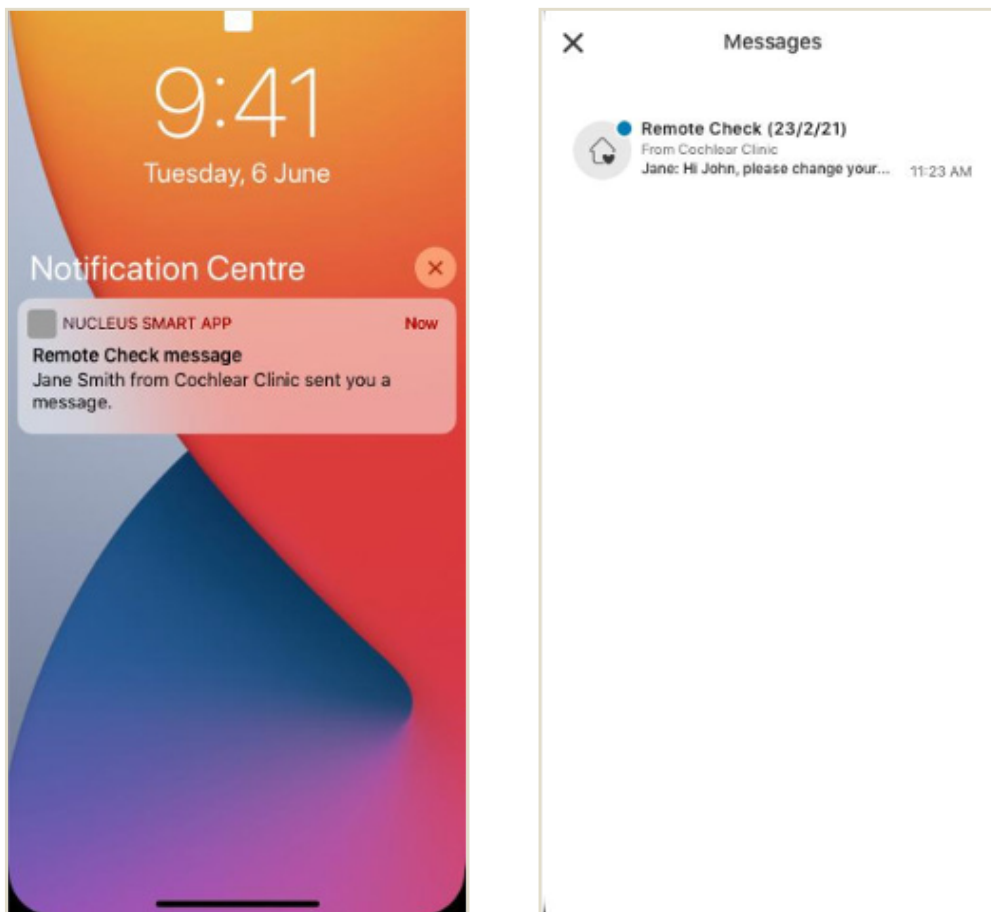 9:41
Tuesday, 6 June
Notification Centre
NUCLEUS SMART APP Now
Remote Check message
Jane Smith from Cochlear Clinic sent you a
message.
Messages
Remote Check (23/2/21)
From Cochlear Clinic
Jane: Hi John, please change your... 11:23 AM